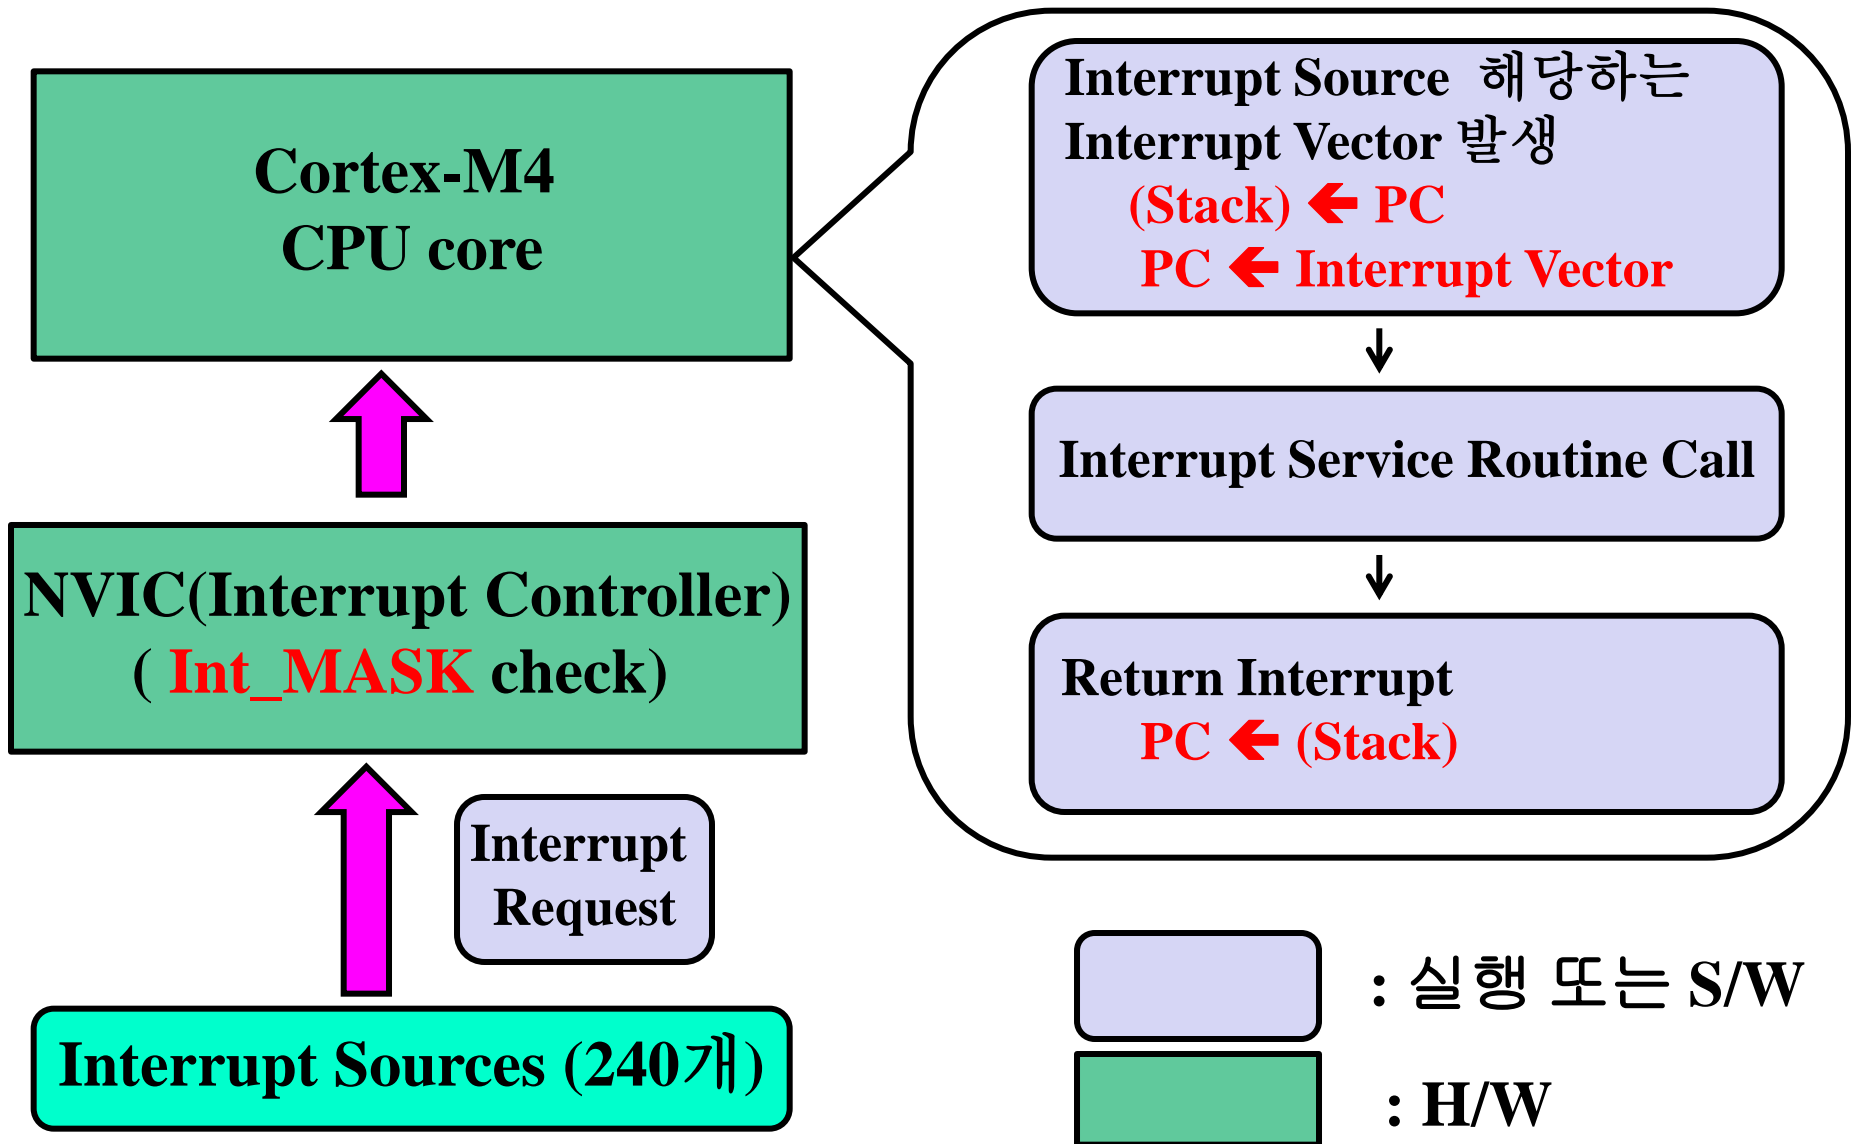 Cortex-M4
CPU core
NVIC(Interrupt Controller)
( Int_MASK check)
Interrupt
Request
Interrupt Sources (240개)
Interrupt Source 해당하는
Interrupt Vector 발생
(Stack) 🡸 PC
PC 🡸 Interrupt Vector
Interrupt Service Routine Call
Return Interrupt
PC 🡸 (Stack)
: 실행 또는 S/W
: H/W